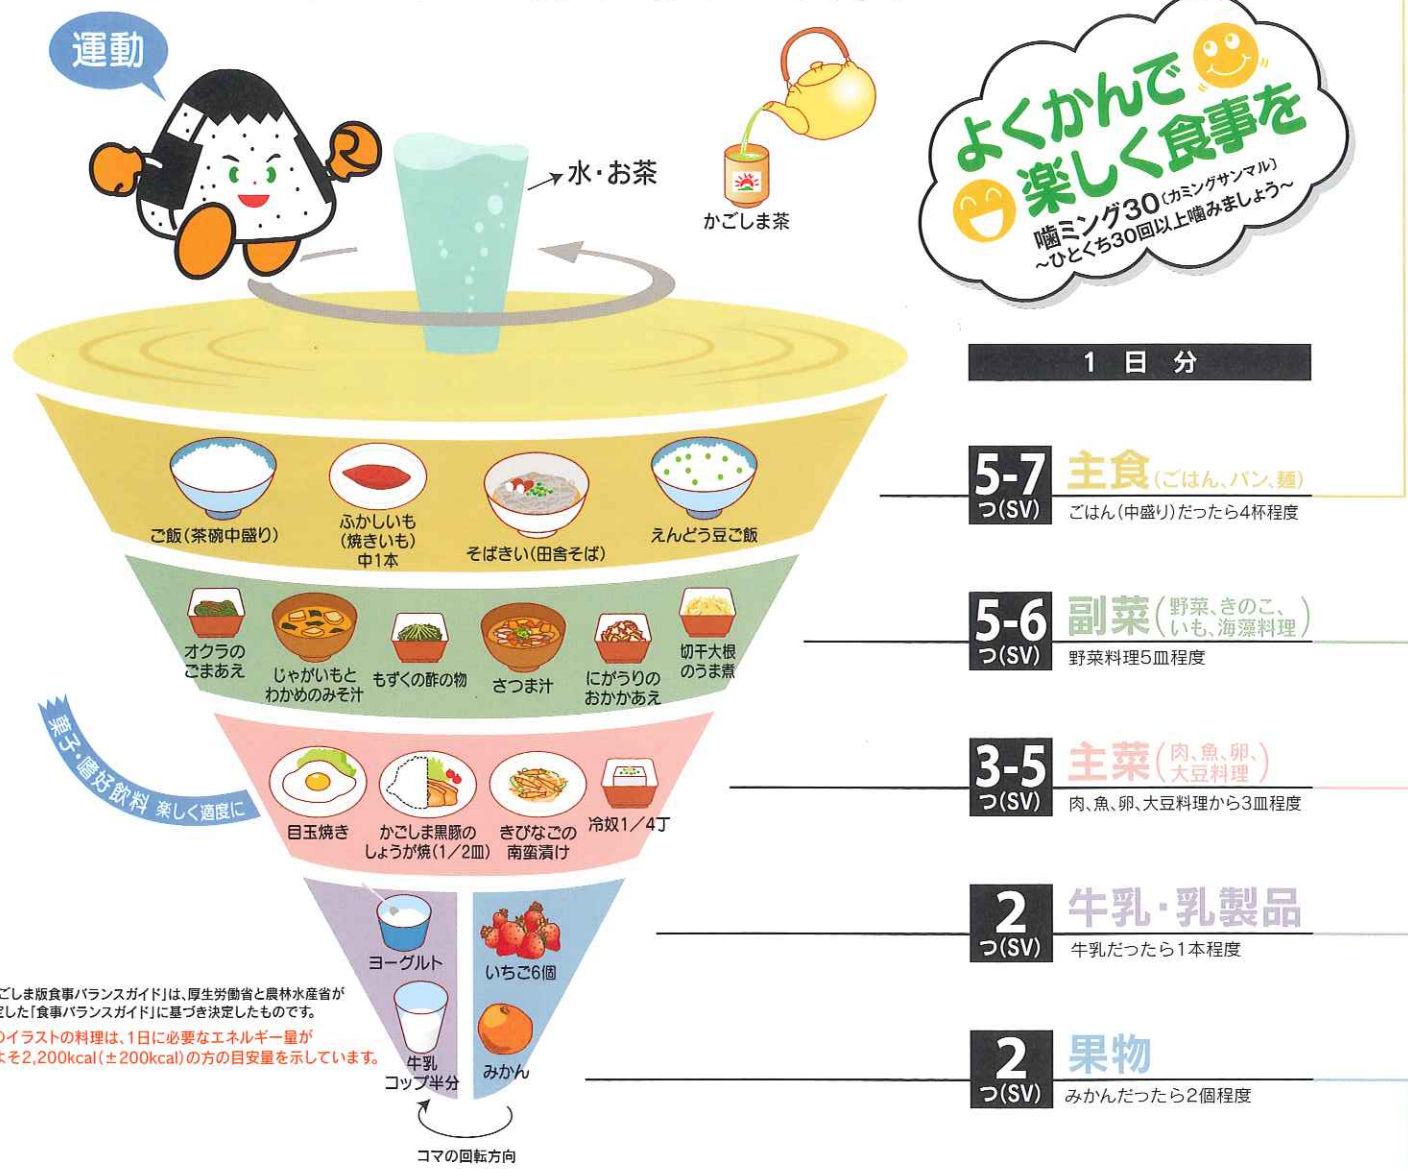 運動
水・お茶
かごしま茶
よくかんで
楽しく食事を
噛ミング30(カミングサンマル)
~ひとくち30回以上噛みましょう~
1日分
ご飯(茶碗中盛り)
ふかしいも
(焼きいも)
中1本
そばきい(田舎そば)
えんどう豆ご飯
5-7
つ(SV)
主食(ごはん、パン、麺)
ごはん(中盛り)だったら4杯程度
オクラの
ごまあえ
じゃがいもと
わかめのみそ汁
もずくの酢の物
さつま汁
にがうりの
おかかあえ
切干大根
のうま煮
5-6
つ(SV)
副菜(野菜、きのこ、
いも、海藻料理)
野菜料理5皿程度
菓子・嗜好飲料 楽しく適度に
目玉焼き
かごしま黒豚の
しょうが焼(1/2皿)
きびなごの
南蛮漬け
冷奴1/4丁
3-5
つ(SV)
主菜(肉、魚、卵、
大豆料理)
肉、魚、卵、大豆料理から3皿程度
ヨーグルト
いちご6個
牛乳
コップ半分
みかん
2
つ(SV)
牛乳・乳製品
牛乳だったら1本程度
2
つ(SV)
果物
みかんだったら2個程度
ごしま版食事バランスガイド」は、厚生労働省と農林水産省が
定した「食事バランスガイド」に基づき決定したものです。
のイラストの料理は、1日に必要なエネルギー量が
よそ2,200kcal(±200kcal)の方の目安量を示しています。
コマの回転方向